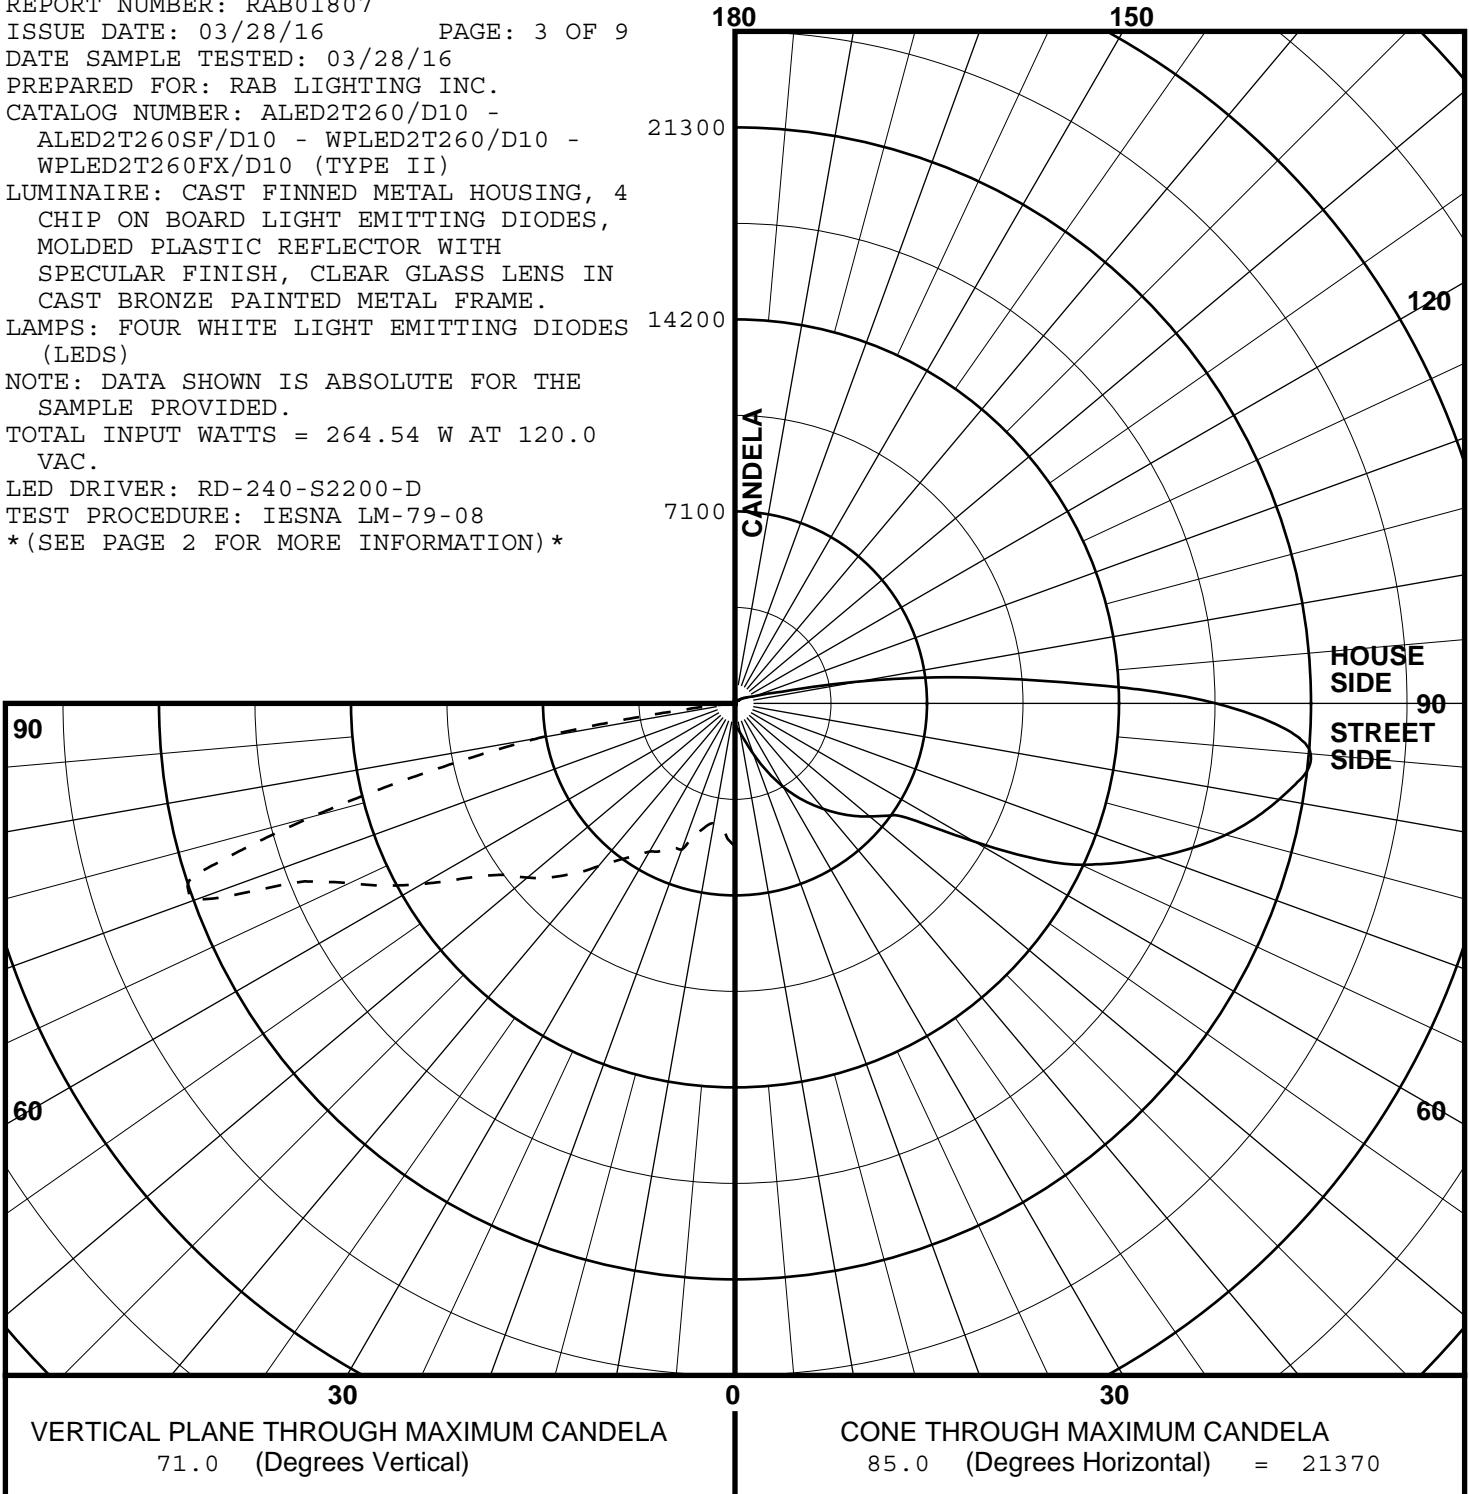 REPORT NUMBER: RAB01807
ISSUE DATE: 03/28/16 PAGE: 3 OF 9
DATE SAMPLE TESTED: 03/28/16
PREPARED FOR: RAB LIGHTING INC.
CATALOG NUMBER: ALED2T260/D10 -
ALED2T260SF/D10 - WPLED2T260/D10 -
WPLED2T260FX/D10 (TYPE II)
LUMINAIRE: CAST FINNED METAL HOUSING, 4
CHIP ON BOARD LIGHT EMITTING DIODES,
MOLDED PLASTIC REFLECTOR WITH
SPECULAR FINISH, CLEAR GLASS LENS IN
CAST BRONZE PAINTED METAL FRAME.
LAMPS: FOUR WHITE LIGHT EMITTING DIODES
(LEDS)
NOTE: DATA SHOWN IS ABSOLUTE FOR THE
SAMPLE PROVIDED.
TOTAL INPUT WATTS = 264.54 W AT 120.0
VAC.
LED DRIVER: RD-240-S2200-D
TEST PROCEDURE: IESNA LM-79-08
*(SEE PAGE 2 FOR MORE INFORMATION)*
180
150
21300
120
14200
CANDELA
7100
HOUSE
SIDE
90
90
STREET
SIDE
60
60
30
0
30
VERTICAL PLANE THROUGH MAXIMUM CANDELA
71.0 (Degrees Vertical)
CONE THROUGH MAXIMUM CANDELA
85.0 (Degrees Horizontal) = 21370